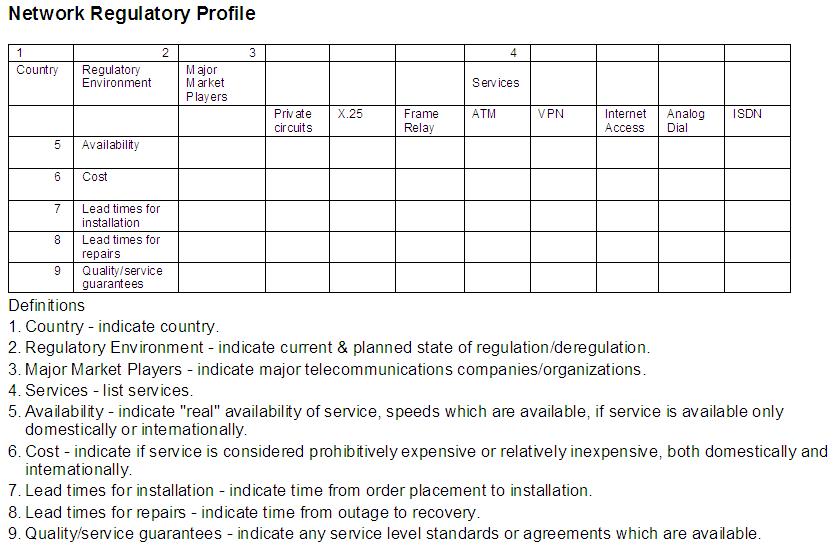 Network Regulatory Profile
1 2 3 4
Country Regulatory Major
Environment Market Services
Players
Private X.25 Frame ATM VPN Internet Analog ISDN
circuits Relay Access Dial
5 Availability
6 Cost
7 Lead times for
installation
8 Lead times for
repairs
9 Quality/service
guarantees
Definitions
1. Country - indicate country.
2. Regulatory Environment - indicate current & planned state of regulation/deregulation.
3. Major Market Players - indicate major telecommunications companies/organizations.
4. Services - list services.
5. Availability - indicate "real" availability of service, speeds which are available, if service is available only
domestically or internationally.
6. Cost - indicate if service is considered prohibitively expensive or relatively inexpensive, both domestically and
internationally.
7. Lead times for installation - indicate time from order placement to installation.
8. Lead times for repairs - indicate time from outage to recovery.
9. Quality/service guarantees - indicate any service level standards or agreements which are available.